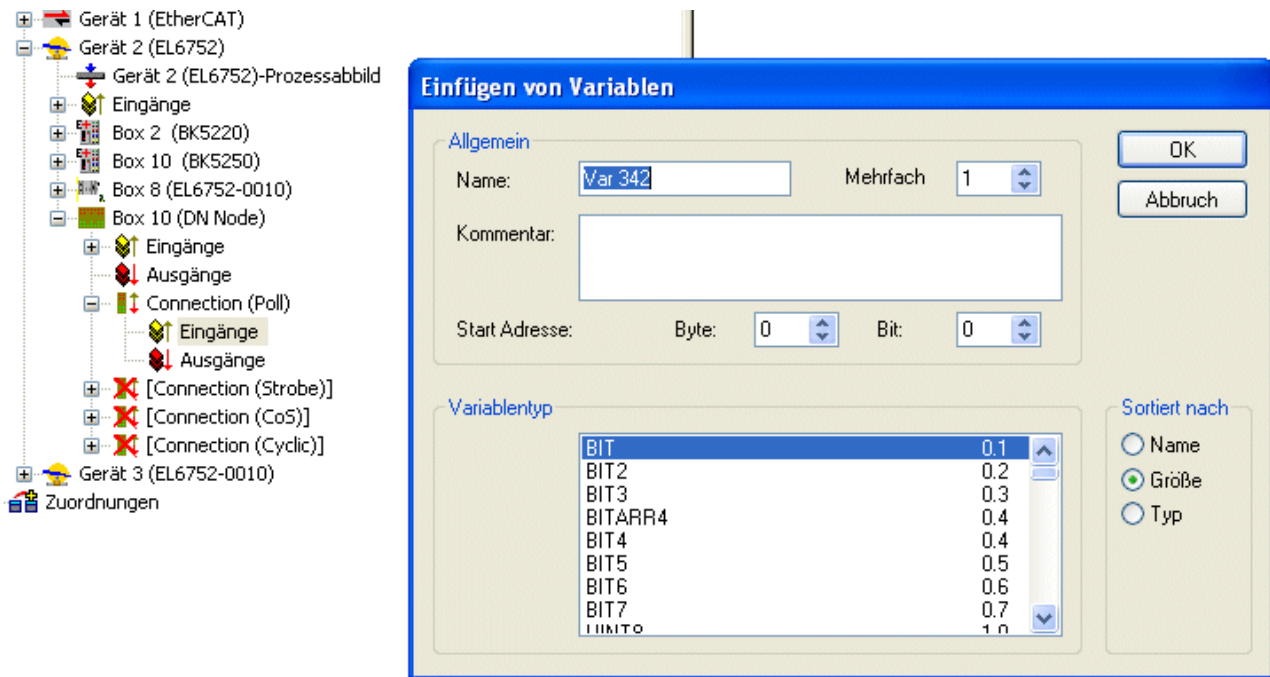 Gerät 1 (EtherCAT)
Gerät 2 (EL6752)
Gerät 2 (EL6752)-Prozessabbild
Eingänge
Box 2 (BK5220)
Box 10 (BK5250)
Box 8 (EL6752-0010)
Box 10 (DN Node)
Eingänge
Ausgänge
Connection (Poll)
Eingänge
Ausgänge
[Connection (Strobe)]
[Connection (CoS)]
[Connection (Cyclic)]
Gerät 3 (EL6752-0010)
Zuordnungen
Einfügen von Variablen
Allgemein
Name: Var 342 Mehrfach 1
Kommentar:
Start Adresse: Byte: 0 Bit: 0
OK
Abbruch
Variablentyp
BIT 0.1
BIT2 0.2
BIT3 0.3
BITARR4 0.4
BIT4 0.4
BIT5 0.5
BIT6 0.6
BIT7 0.7
Sortiert nach
Name
Größe
Typ